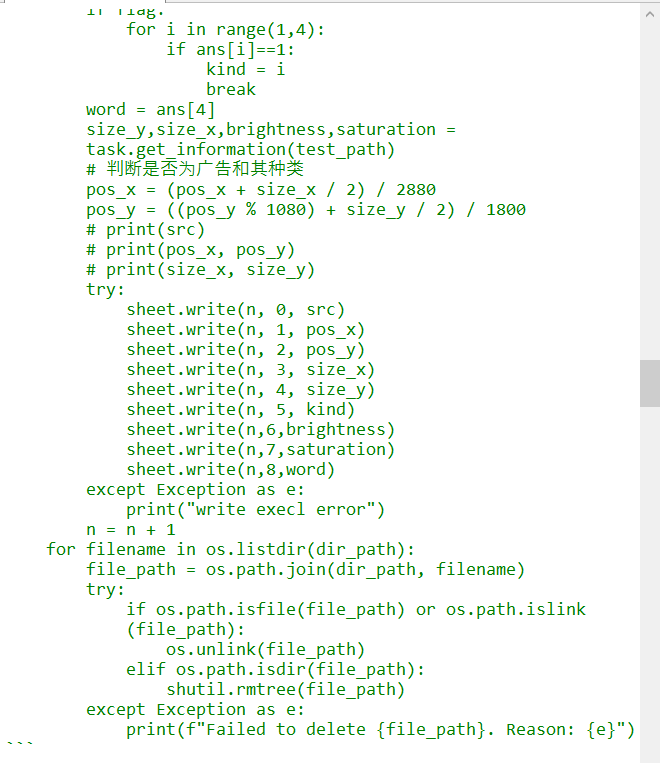 if flag:
for i in range(1,4):
if ans[i]==1:
kind = i
break
word = ans[4]
size_y,size_x,brightness,saturation =
task.get_information(test_path)
# 判断是否为广告和其种类
pos_x = (pos_x + size_x / 2) / 2880
pos_y = ((pos_y % 1080) + size_y / 2) / 1800
# print(src)
# print(pos_x, pos_y)
# print(size_x, size_y)
try:
sheet.write(n, 0, src)
sheet.write(n, 1, pos_x)
sheet.write(n, 2, pos_y)
sheet.write(n, 3, size_x)
sheet.write(n, 4, size_y)
sheet.write(n, 5, kind)
sheet.write(n,6,brightness)
sheet.write(n,7,saturation)
sheet.write(n,8,word)
except Exception as e:
print("write execl error")
n = n + 1
for filename in os.listdir(dir_path):
file_path = os.path.join(dir_path, filename)
try:
if os.path.isfile(file_path) or os.path.islink
(file_path):
os.unlink(file_path)
elif os.path.isdir(file_path):
shutil.rmtree(file_path)
except Exception as e:
print(f"Failed to delete {file_path}. Reason: {e}")
```